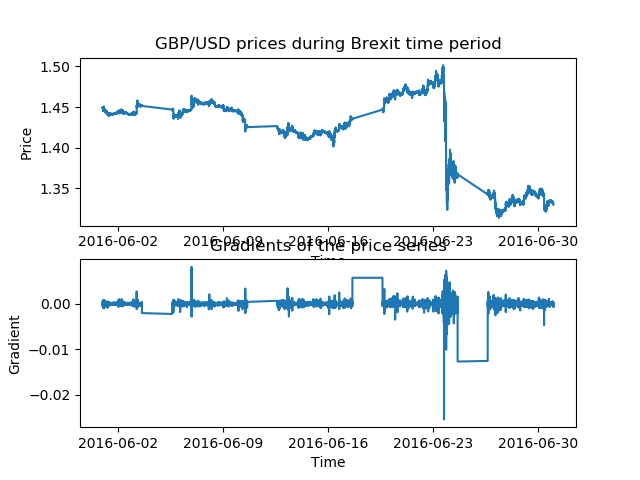 GBP/USD prices during Brexit time period
1.50
1.45
1.40
1.35
Price
2016-06-02 2016-06-09 2016-06-16 2016-06-23 2016-06-30
Time
Gradients of the price series
0.00
−0.01
−0.02
Gradient
2016-06-02 2016-06-09 2016-06-16 2016-06-23 2016-06-30
Time